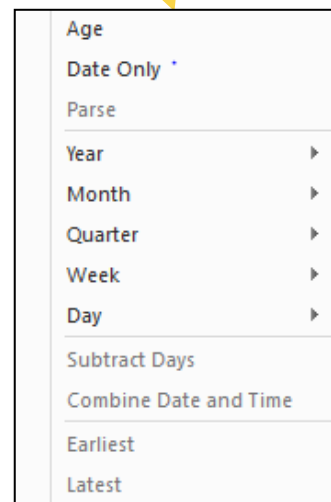 Age
Date Only *
Parse
Year
Month
Quarter
Week
Day
Subtract Days
Combine Date and Time
Earliest
Latest